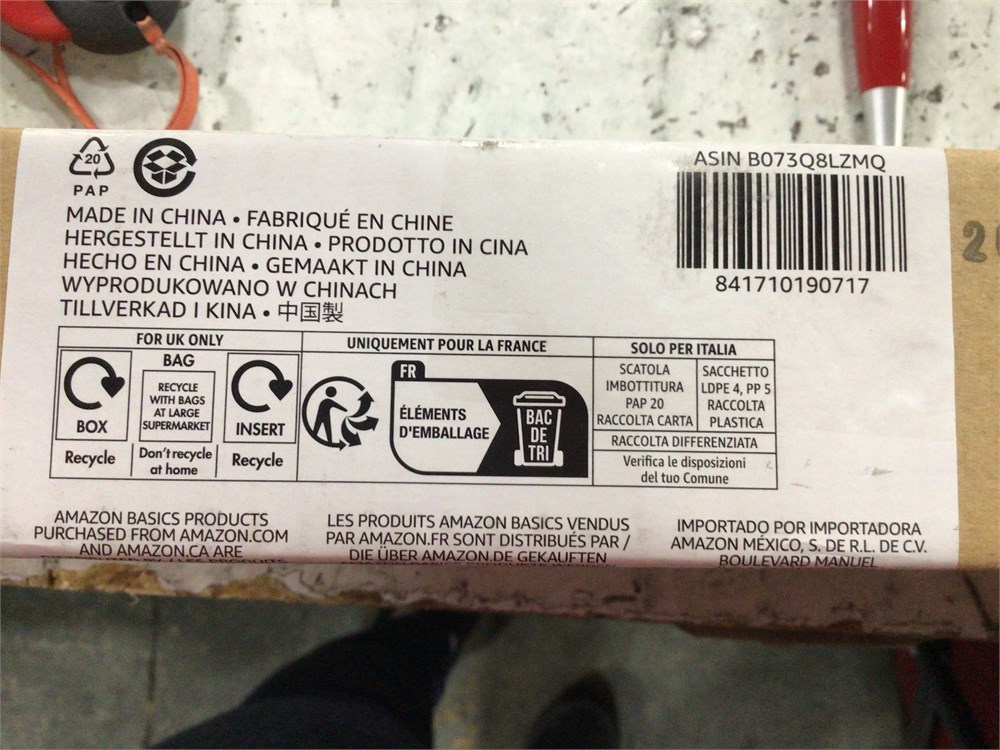 20
PAP
MADE IN CHINA • FABRIQUÉ EN CHINE
HERGESTELLT IN CHINA • PRODOTTO IN CINA
HECHO EN CHINA • GEMAAKT IN CHINA
WYPRODUKOWANO W CHINACH
TILLVERKAD I KINA • 中国製
ASIN B073Q8LZMQ
841710190717
FOR UK ONLY
BOX
Recycle
BAG
RECYCLE
WITH BAGS
AT LARGE
SUPERMARKET
Don't recycle
at home
INSERT
Recycle
UNIQUEMENT POUR LA FRANCE
FR
ÉLÉMENTS
D'EMBALLAGE
BAC
DE
TRI
SOLO PER ITALIA
SCATOLA
IMBOTTITURA
PAP 20
RACCOLTA CARTA
SACCHETTO
LDPE 4, PP 5
RACCOLTA
PLASTICA
RACCOLTA DIFFERENZIATA
Verifica le disposizioni
del tuo Comune
AMAZON BASICS PRODUCTS
PURCHASED FROM AMAZON.COM
AND AMAZON.CA ARE
LES PRODUITS AMAZON BASICS VENDUS
PAR AMAZON.FR SONT DISTRIBUÉS PAR /
DIE ÜBER AMAZON.DE GEKAUFTEN
IMPORTADO POR IMPORTADORA
AMAZON MÉXICO, S. DE R.L. DE C.V.
BOULEVARD MANUEL